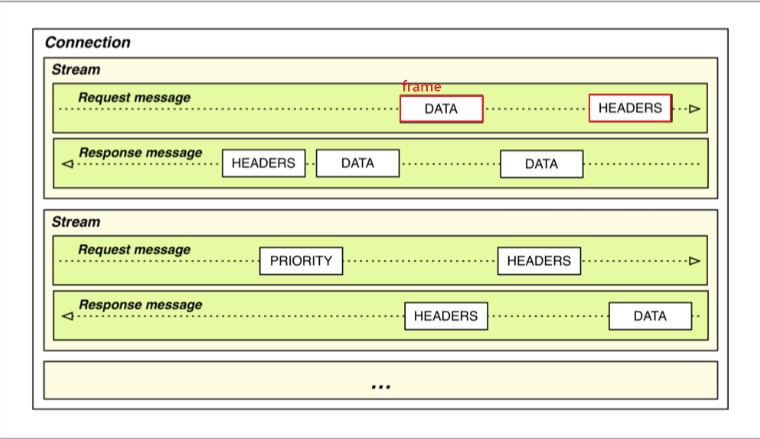 Connection
Stream
frame
Request message
DATA
HEADERS
Response message
HEADERS
DATA
DATA
Stream
Request message
PRIORITY
HEADERS
Response message
HEADERS
DATA
...